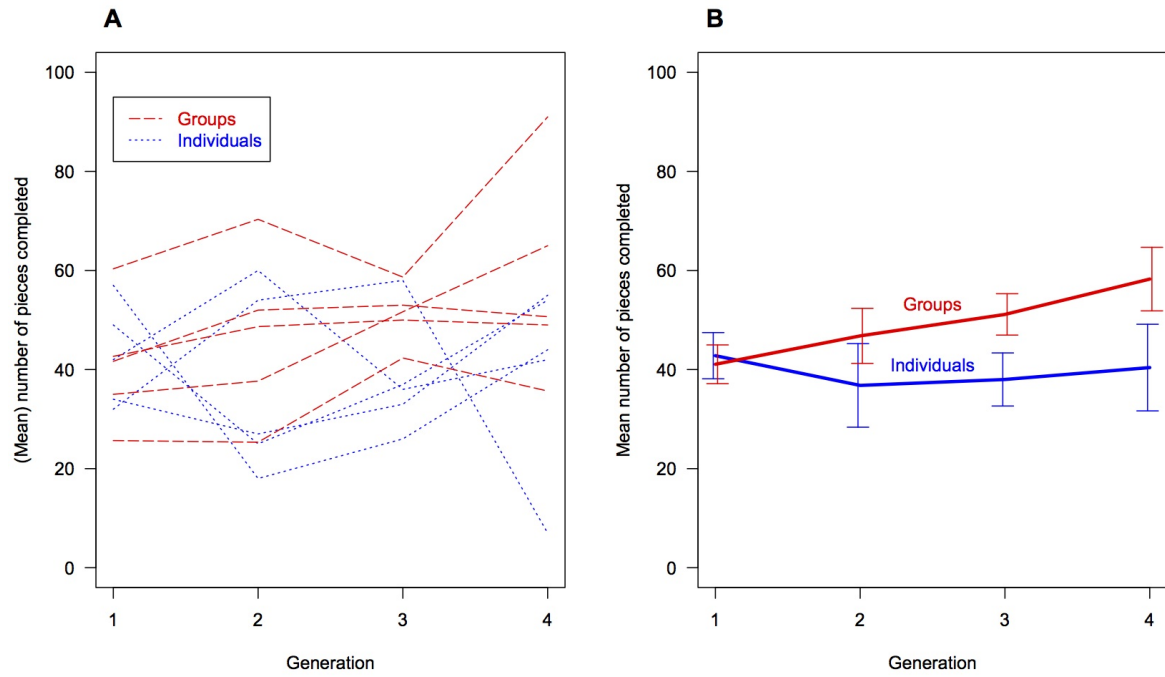 A
(Mean) number of pieces completed
100
80
60
40
20
0
Groups
Individuals
1 2 3 4
Generation
B
Mean number of pieces completed
100
80
60
40
20
0
Groups
Individuals
1 2 3 4
Generation